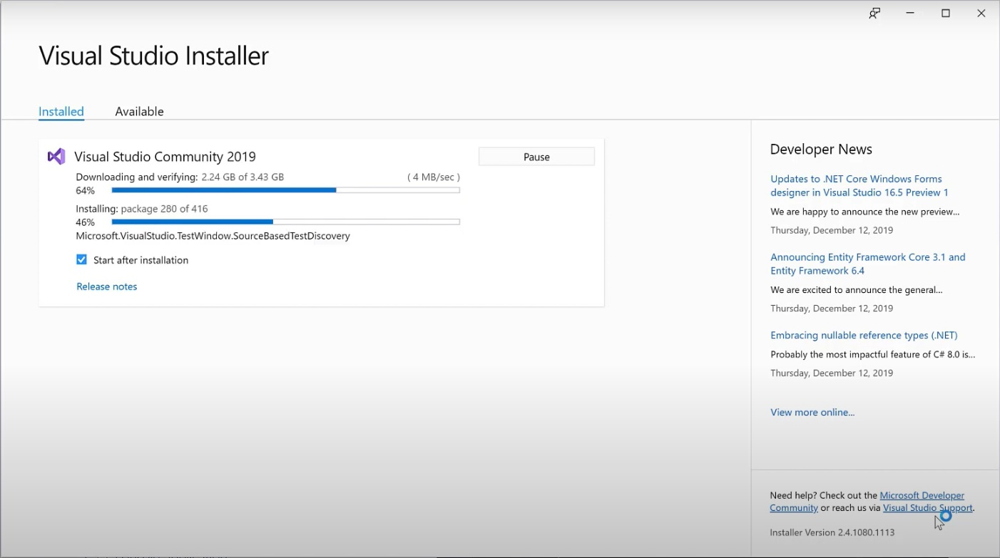 Visual Studio Installer
Installed
Available
Visual Studio Community 2019
Pause
Downloading and verifying: 2.24 GB of 3.43 GB
( 4 MB/sec )
64%
Installing: package 280 of 416
46%
Microsoft.VisualStudio.TestWindow.SourceBasedTestDiscovery
Start after installation
Release notes
Developer News
Updates to .NET Core Windows Forms
designer in Visual Studio 16.5 Preview 1
We are happy to announce the new preview...
Thursday, December 12, 2019
Announcing Entity Framework Core 3.1 and
Entity Framework 6.4
We are excited to announce the general...
Thursday, December 12, 2019
Embracing nullable reference types (.NET)
Probably the most impactful feature of C# 8.0 is...
Thursday, December 12, 2019
View more online...
Need help? Check out the Microsoft Developer
Community or reach us via Visual Studio Support.
Installer Version 2.4.1080.1113